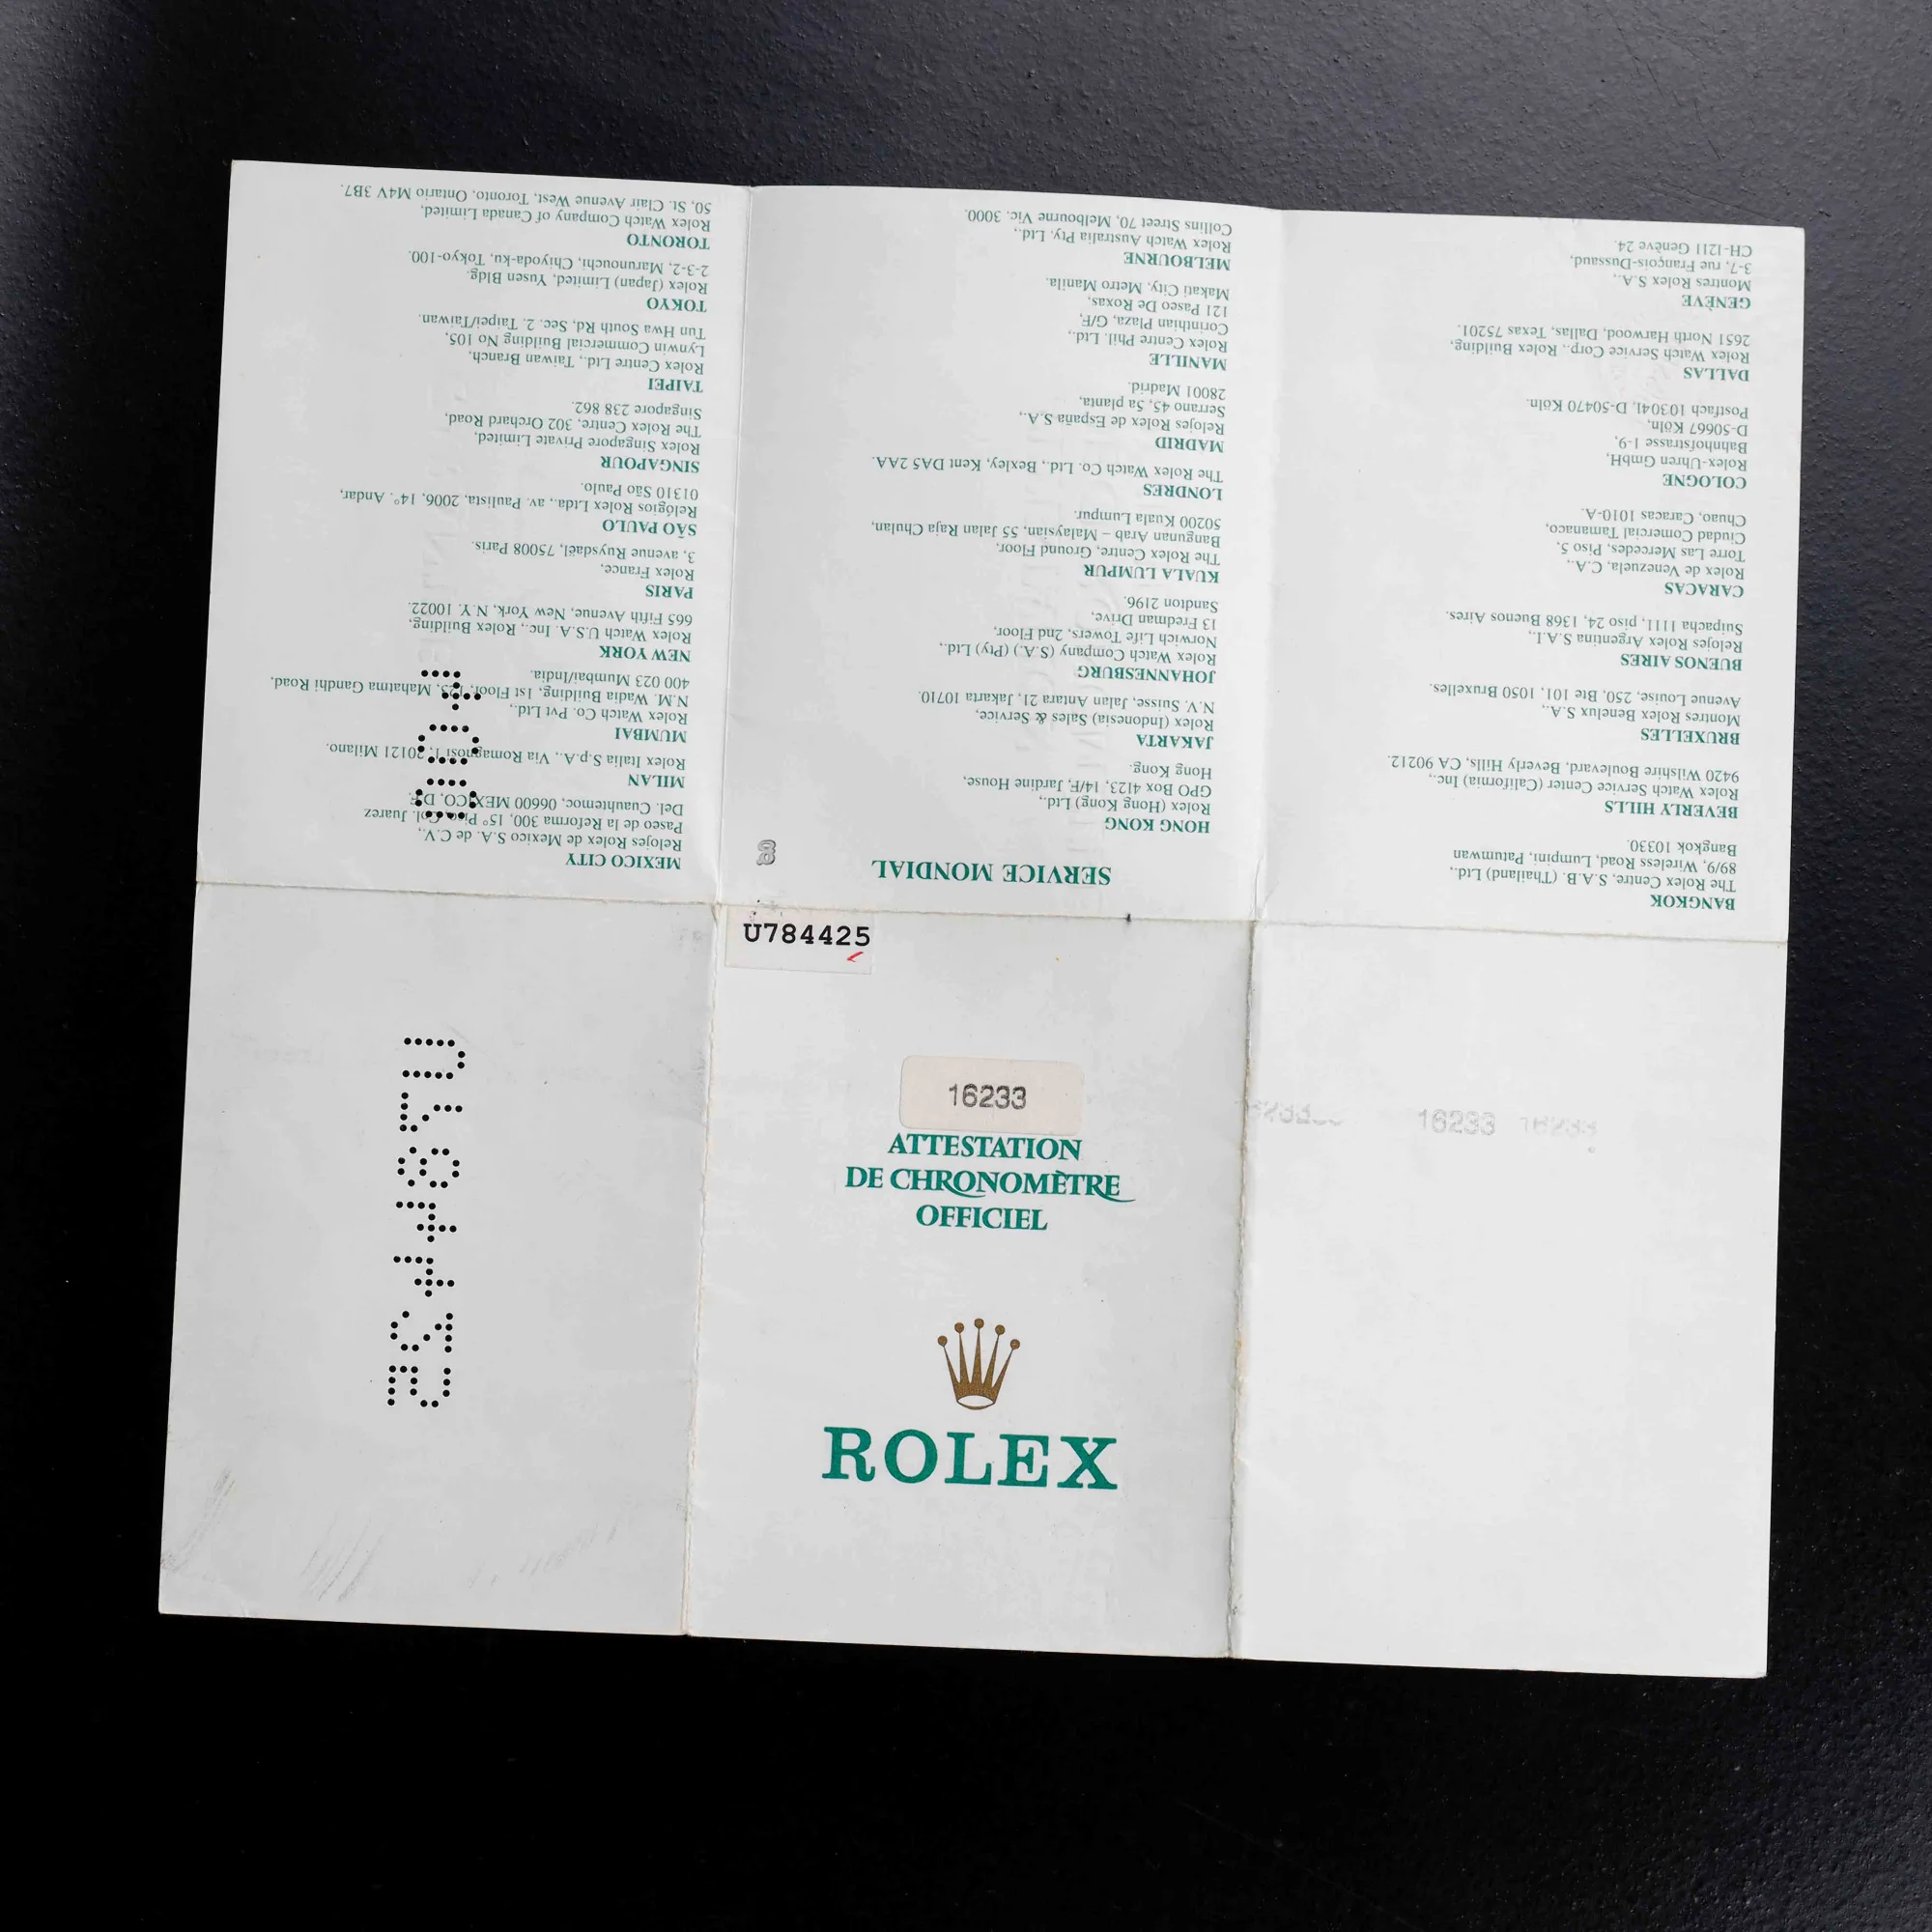 U784425
16233
ATTESTATION
DE CHRONOMÈTRE
OFFICIEL
ROLEX
16233 16233
U784425
SERVICE MONDIAL
BANGKOK
The Rolex Centre, S.A.B. (Thailand) Ltd.,
89/9, Wireless Road, Lumpini, Patumwan
Bangkok 10330.
BEVERLY HILLS
Rolex Watch Service Center (California) Inc.,
9420 Wilshire Boulevard, Beverly Hills, CA 90212.
BRUXELLES
Montres Rolex Benelux S.A.,
Avenue Louise, 250, Bte 101, 1050 Bruxelles.
BUENOS AIRES
Relojes Rolex Argentina S.A.I.,
Suipacha 1111, piso 24, 1368 Buenos Aires.
CARACAS
Rolex de Venezuela, C.A.,
Torre Las Mercedes, Piso 5,
Ciudad Comercial Tamanaco,
Chuao, Caracas 1010-A.
COLOGNE
Rolex-Uhren GmbH,
Bahnhofstrasse 1-9,
D-50667 Köln,
Postfach 103041, D-50470 Köln.
DALLAS
Rolex Watch Service Corp., Rolex Building,
2651 North Harwood, Dallas, Texas 75201.
GENÈVE
Montres Rolex S.A.,
3-7, rue François-Dussaud,
CH-1211 Genève 24.
HONG KONG
Rolex (Hong Kong) Ltd.,
GPO Box 4123, 14/F, Jardine House,
Hong Kong.
JAKARTA
Rolex (Indonesia) Sales & Service,
N.V. Suisse, Jalan Antara 21, Jakarta 10710
JOHANNESBURG
Rolex Watch Company (S.A.) (Pty) Ltd.,
Norwich Life Towers, 2nd Floor,
13 Fredman Drive,
Sandton 2196.
KUALA LUMPUR
The Rolex Centre, Ground Floor,
Bangunan Arab – Malaysian, 55 Jalan Raja Chulan,
50200 Kuala Lumpur.
LONDRES
The Rolex Watch Co. Ltd., Bexley, Kent DA5 2AA.
MADRID
Relojes Rolex de España S.A.,
Serrano 45, 5a planta,
28001 Madrid.
MANILLE
Rolex Centre Phil. Ltd.,
Corinthian Plaza, G/F,
121 Paseo De Roxas,
Makati City, Metro Manila.
MELBOURNE
Rolex Watch Australia Pty. Ltd.,
Collins Street 70, Melbourne Vic. 3000.
MEXICO CITY
Relojes Rolex de Mexico S.A. de C.V.,
Paseo de la Reforma 300, 15° Piso, Col. Juarez
Del. Cuauhtemoc, 06600 MEXICO, D.F.
MILAN
Rolex Italia S.p.A., Via Romagnosi 1, 20121 Milano.
MUMBAI
Rolex Watch Co. Pvt Ltd.,
N.M. Wadia Building, 1st Floor, 123, Mahatma Gandhi Road,
400 023 Mumbai/India.
NEW YORK
Rolex Watch U.S.A. Inc., Rolex Building,
665 Fifth Avenue, New York, N.Y. 10022.
PARIS
Rolex France,
3, avenue Ruysdaël, 75008 Paris.
SÃO PAULO
Relógios Rolex Ltda., av. Paulista, 2006, 14°. Andar,
01310 São Paulo.
SINGAPOUR
Rolex Singapore Private Limited,
The Rolex Centre, 302 Orchard Road,
Singapore 238 862.
TAIPEI
Rolex Centre Ltd., Taiwan Branch,
Lynwin Commercial Building No 105,
Tun Hwa South Rd, Sec. 2. Taipei/Taiwan.
TOKYO
Rolex (Japan) Limited, Yusen Bldg.
2-3-2, Marunouchi, Chiyoda-ku, Tokyo-100.
TORONTO
Rolex Watch Company of Canada Limited,
50, St. Clair Avenue West, Toronto, Ontario M4V 3B7.